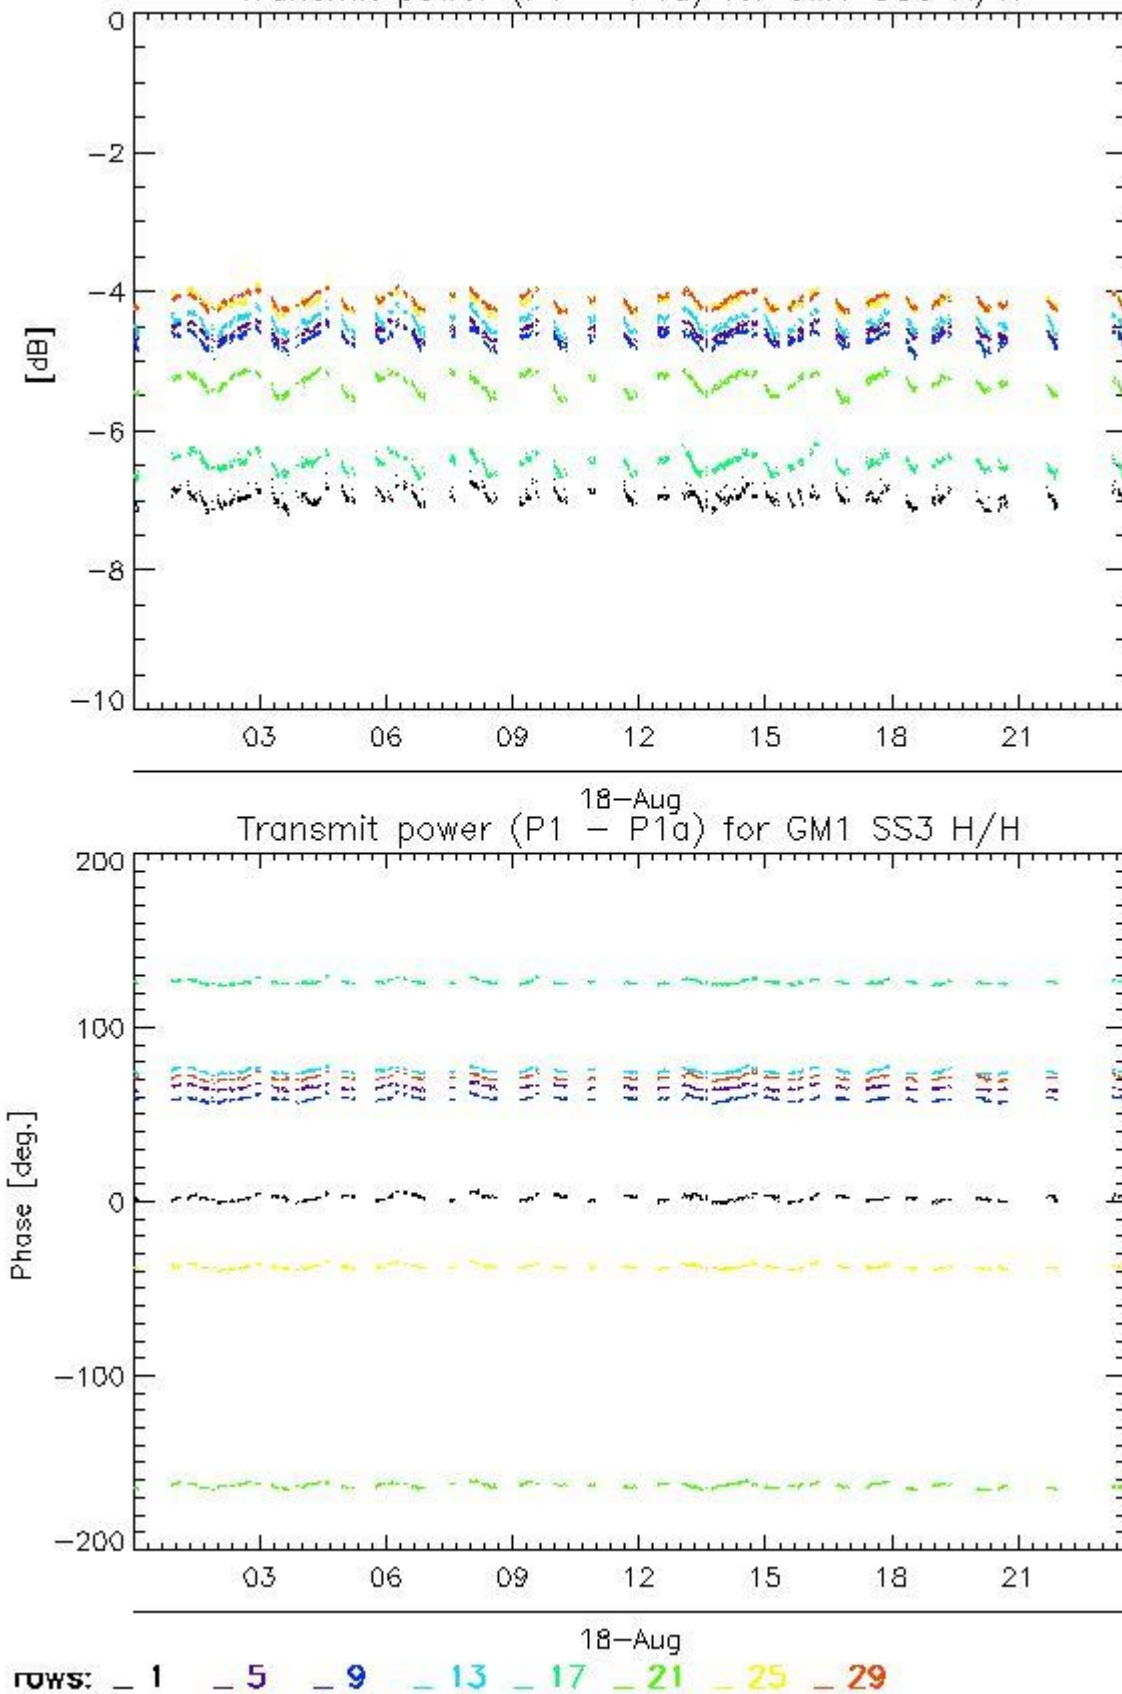 0
−2
−4
[dB]
−6
−8
−10
03 06 09 12 15 18 21
18−Aug
Transmit power (P1 − P1a) for GM1 SS3 H/H
200
100
Phase [deg.]
0
−100
−200
03 06 09 12 15 18 21
18−Aug
rows: _ 1 _ 5 _ 9 _ 13 _ 17 _ 21 _ 25 _ 29